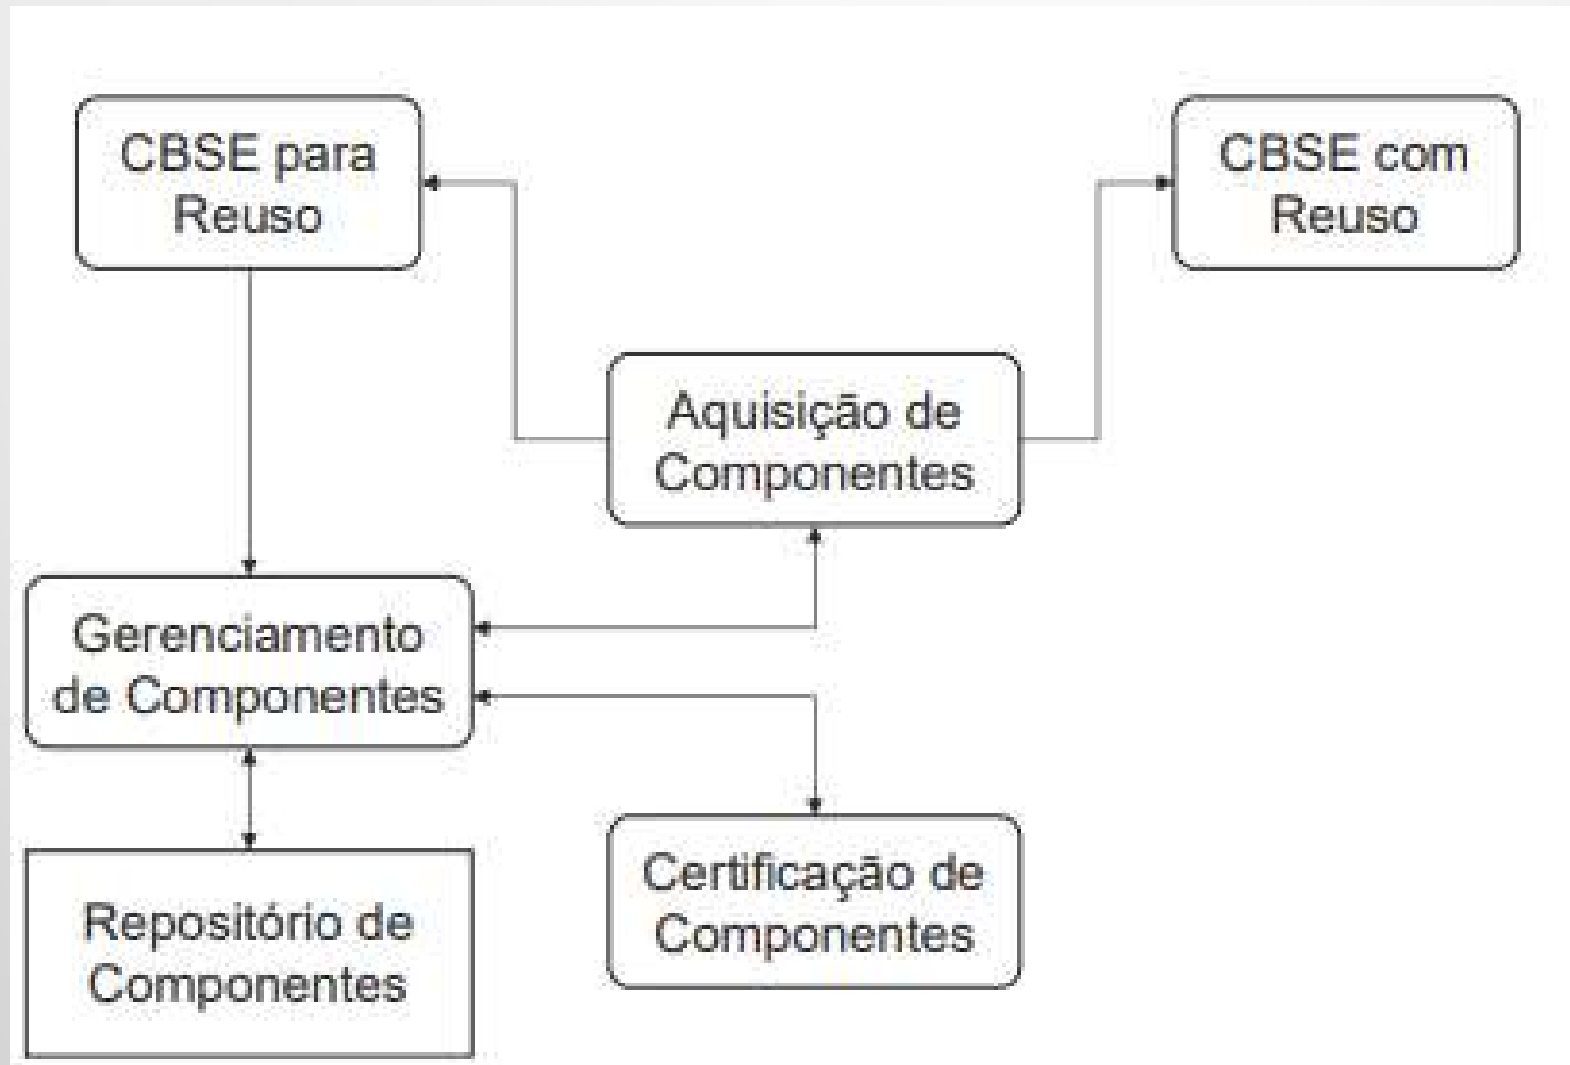 CBSE para
Reuso
CBSE com
Reuso
Aquisição de
Componentes
Gerenciamento
de Componentes
Certificação de
Componentes
Repositório de
Componentes